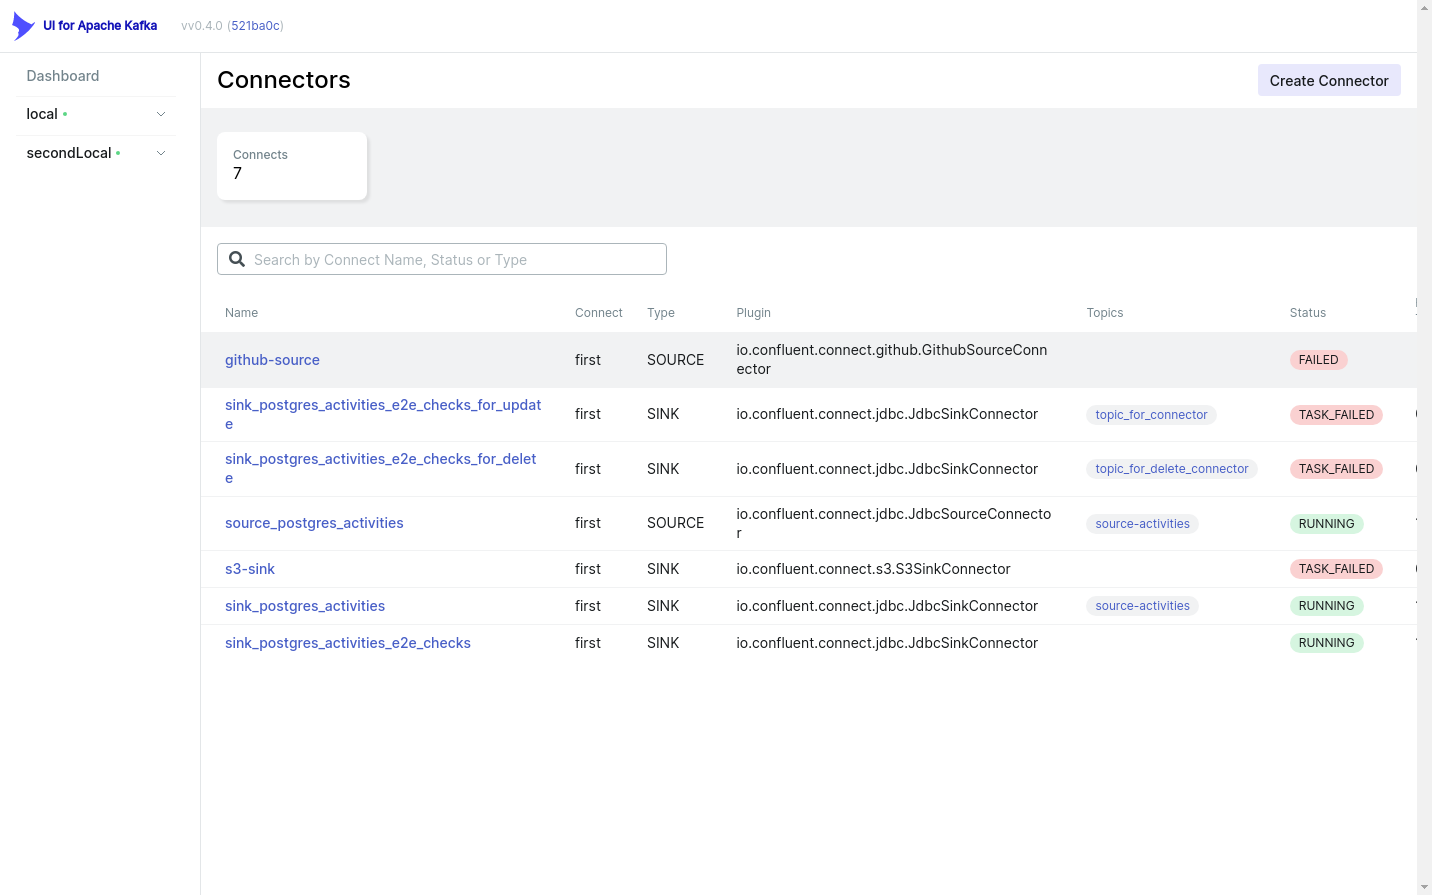 UI for Apache Kafka vv0.4.0 (521ba0c)
Dashboard
local
secondLocal
Connectors
Create Connector
Connects
7
Search by Connect Name, Status or Type
Name Connect Type Plugin Topics Status
github-source first SOURCE io.confluent.connect.github.GithubSourceConn
ector FAILED
sink_postgres_activities_e2e_checks_for_updat
e first SINK io.confluent.connect.jdbc.JdbcSinkConnector topic_for_connector TASK_FAILED
sink_postgres_activities_e2e_checks_for_delet
e first SINK io.confluent.connect.jdbc.JdbcSinkConnector topic_for_delete_connector TASK_FAILED
source_postgres_activities first SOURCE io.confluent.connect.jdbc.JdbcSourceConnecto
r source-activities RUNNING
s3-sink first SINK io.confluent.connect.s3.S3SinkConnector TASK_FAILED
sink_postgres_activities first SINK io.confluent.connect.jdbc.JdbcSinkConnector source-activities RUNNING
sink_postgres_activities_e2e_checks first SINK io.confluent.connect.jdbc.JdbcSinkConnector RUNNING